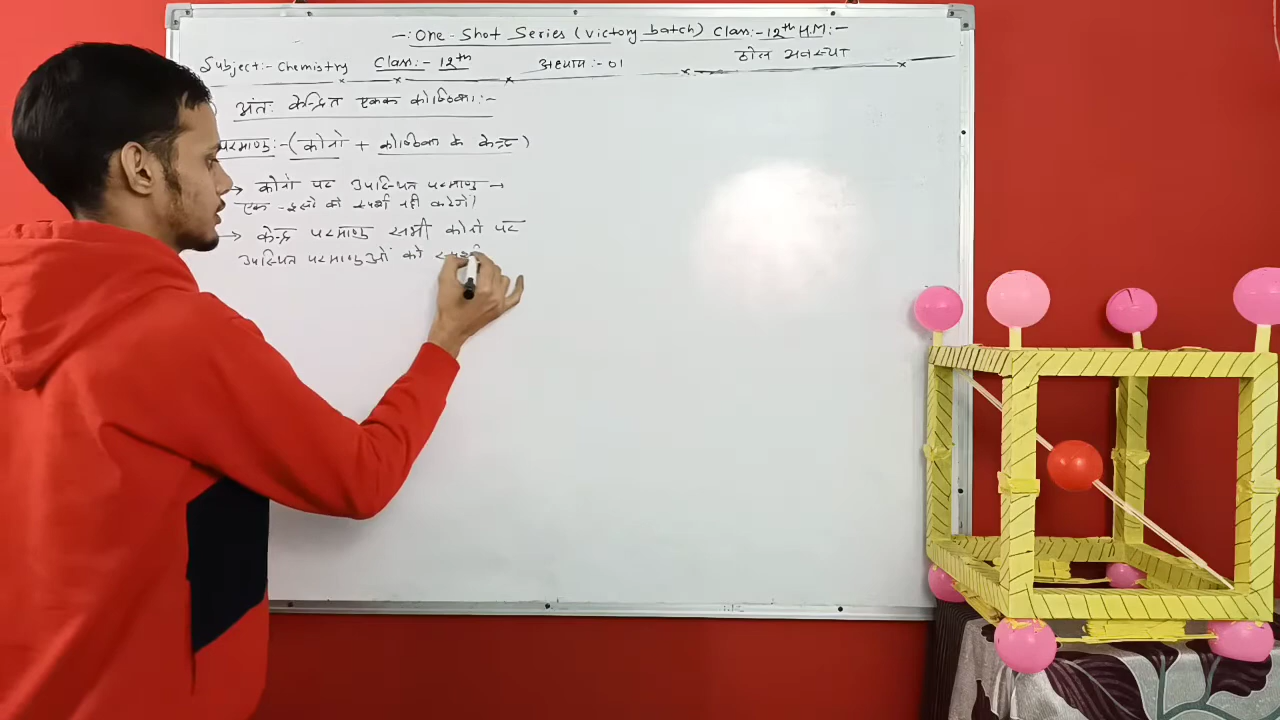 -: One-Shot Series (Victory batch) Class:- 12th H.M:-
Subject:- Chemistry Class:- 12th अध्याय:- 01 ठोस अवस्था
अंतः केन्द्रित एकक कोष्ठिका:-
परमाणु:- (कोनों + कोष्ठिका के केन्द्र)
→ कोनों पर उपस्थित परमाणु →
एक-दूसरे को स्पर्श नहीं करेंगे।
→ केन्द्र परमाणु सभी कोनों पर
उपस्थित परमाणुओं को स्पर्श